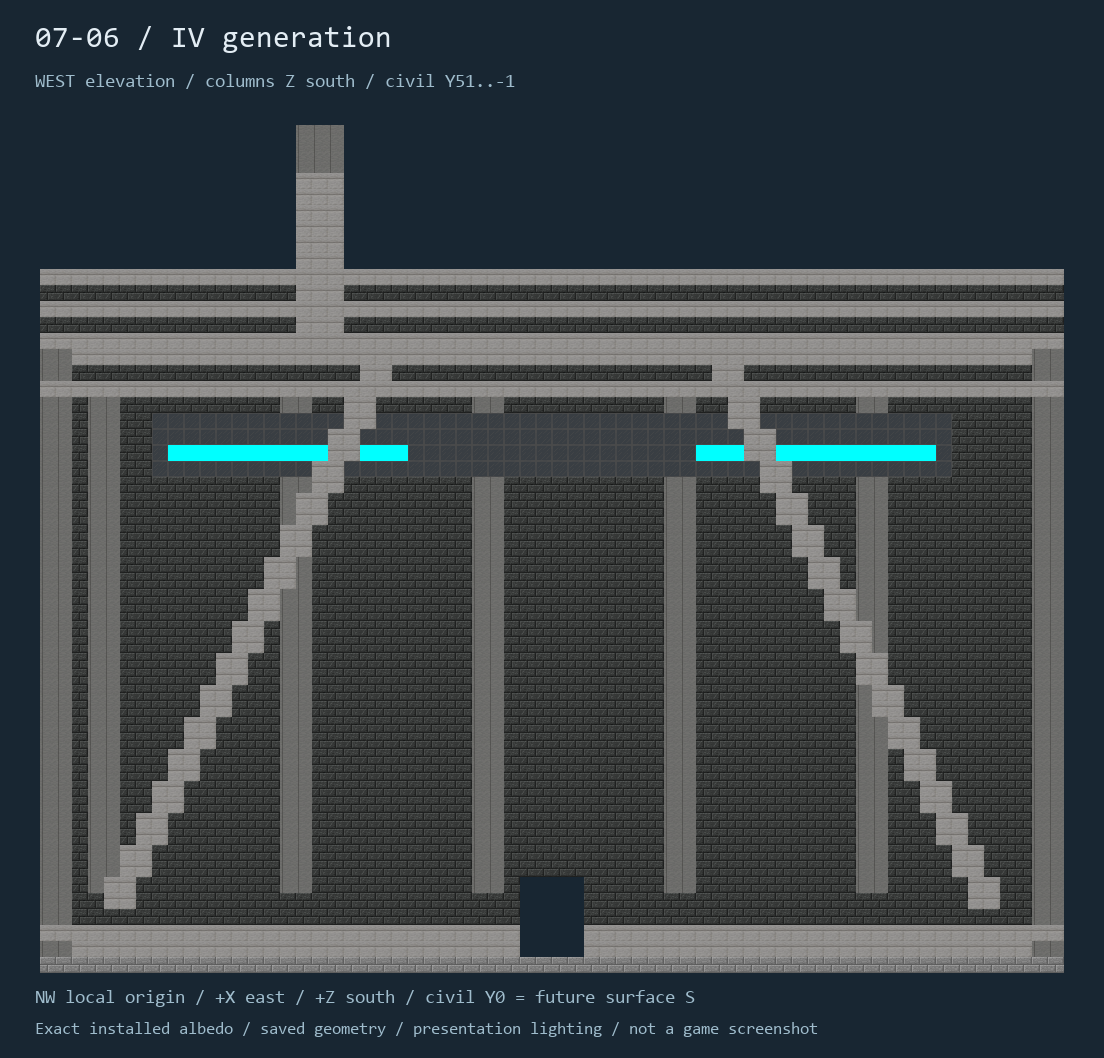 07-06 / IV generation
WEST elevation / columns Z south / civil Y51..-1
NW local origin / +X east / +Z south / civil Y0 = future surface S
Exact installed albedo / saved geometry / presentation lighting / not a game screenshot